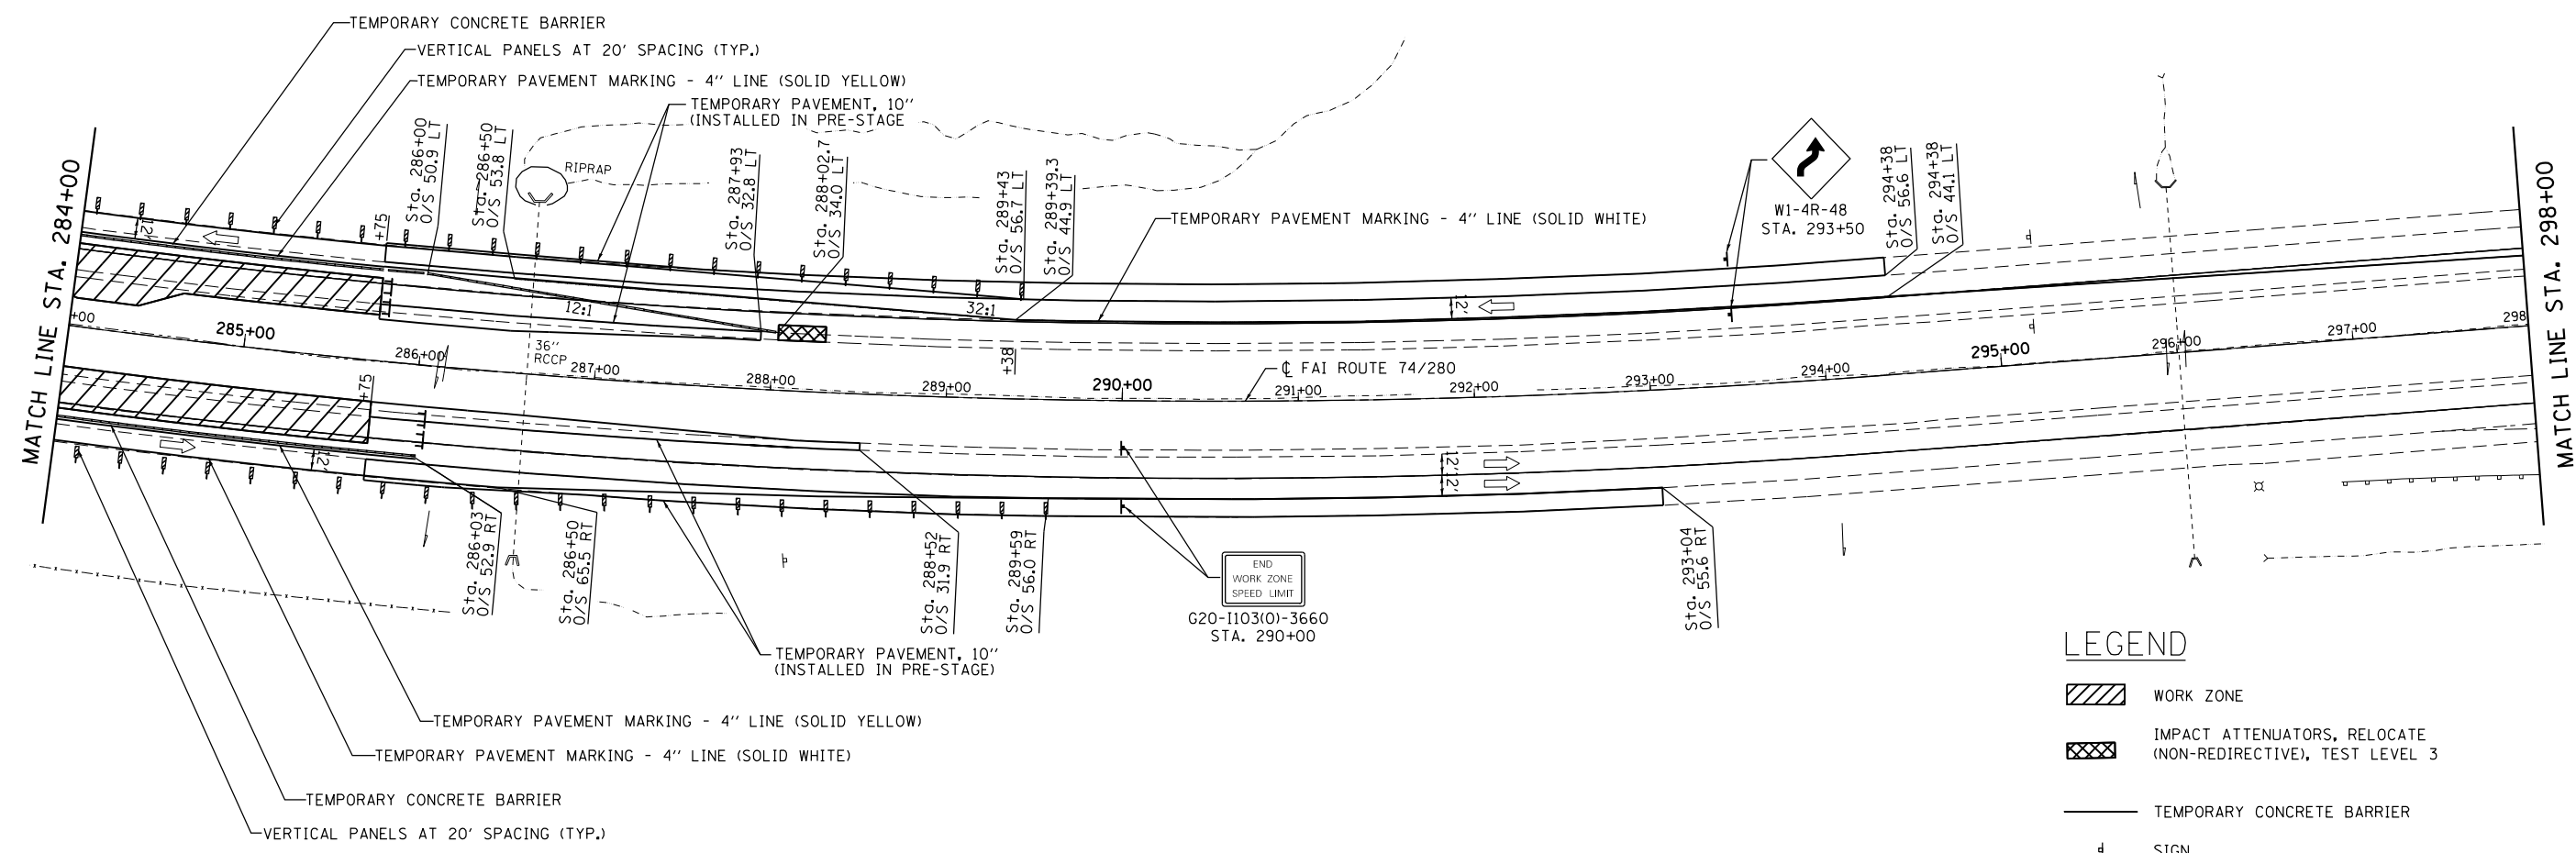 TEMPORARY CONCRETE BARRIER
VERTICAL PANELS AT 20' SPACING (TYP.)
TEMPORARY PAVEMENT MARKING - 4'' LINE (SOLID YELLOW)
TEMPORARY PAVEMENT, 10''
(INSTALLED IN PRE-STAGE
MATCH LINE STA. 284+00
+75
Sta. 286+00
O/S 50.9 LT
Sta. 286+50
O/S 53.8 LT
RIPRAP
Sta. 287+93
O/S 32.8 LT
Sta. 288+02.7
O/S 34.0 LT
Sta. 289+43
O/S 56.7 LT
Sta. 289+39.3
O/S 44.9 LT
TEMPORARY PAVEMENT MARKING - 4'' LINE (SOLID WHITE)
W1-4R-48
STA. 293+50
Sta. 294+38
O/S 56.6 LT
Sta. 294+38
O/S 44.1 LT
MATCH LINE STA. 298+00
12'
12:1
32:1
12'
+00
285+00
286+00
36''
RCCP
287+00
288+00
289+00
+38
290+00
℄ FAI ROUTE 74/280
291+00
292+00
293+00
294+00
295+00
296+00
297+00
298
+75
12'
12'
12'
Sta. 286+03
O/S 52.9 RT
Sta. 286+50
O/S 65.5 RT
Sta. 288+52
O/S 31.9 RT
Sta. 289+59
O/S 56.0 RT
END
WORK ZONE
SPEED LIMIT
G20-I103(0)-3660
STA. 290+00
Sta. 293+04
O/S 55.6 RT
TEMPORARY PAVEMENT, 10''
(INSTALLED IN PRE-STAGE)
TEMPORARY PAVEMENT MARKING - 4'' LINE (SOLID YELLOW)
TEMPORARY PAVEMENT MARKING - 4'' LINE (SOLID WHITE)
TEMPORARY CONCRETE BARRIER
VERTICAL PANELS AT 20' SPACING (TYP.)
LEGEND
WORK ZONE
IMPACT ATTENUATORS, RELOCATE
(NON-REDIRECTIVE), TEST LEVEL 3
TEMPORARY CONCRETE BARRIER
SIGN